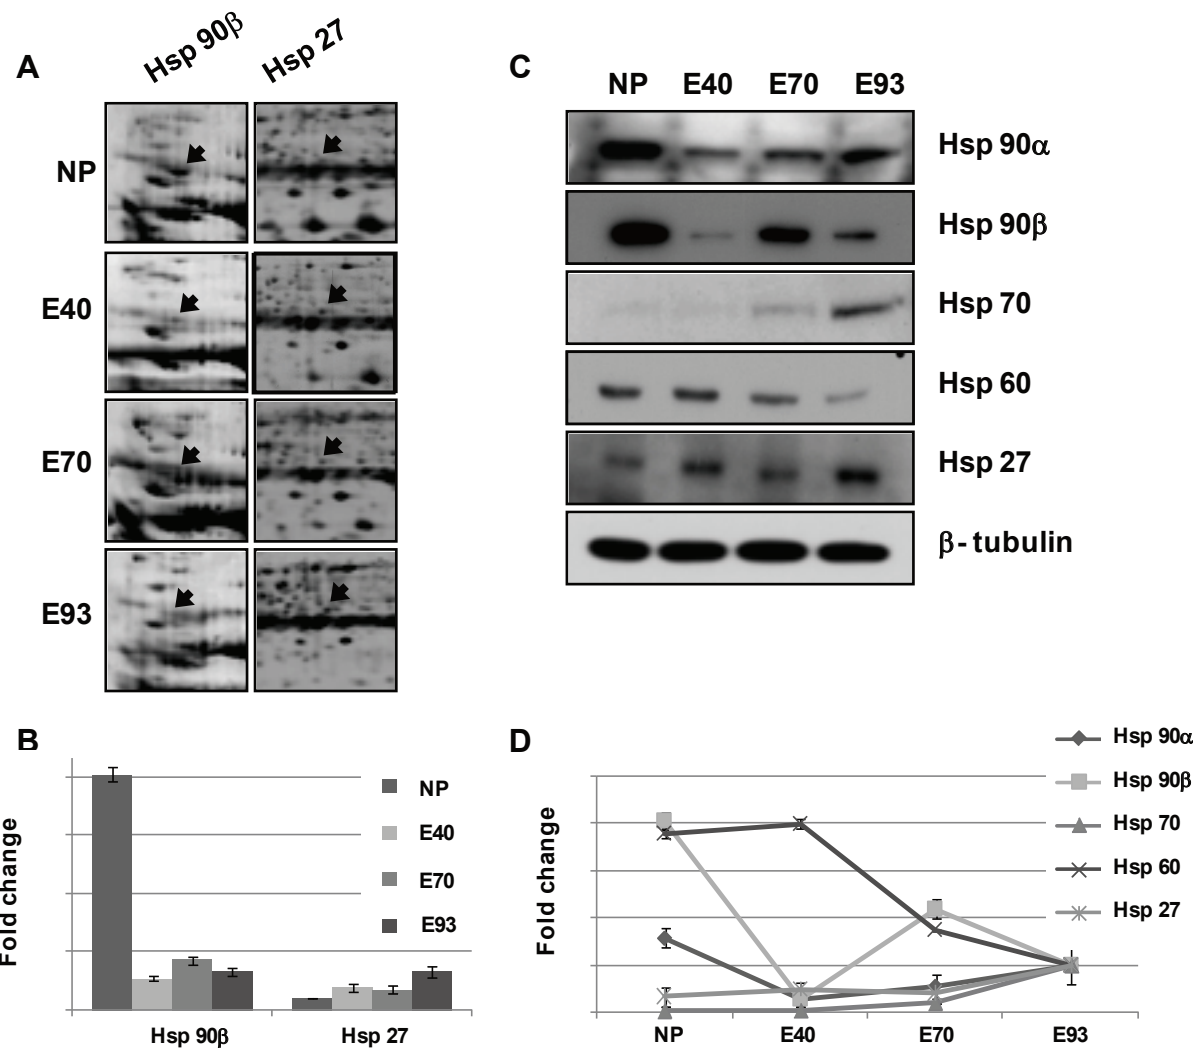 A
Hsp 90β
Hsp 27
NP
E40
E70
E93
B
Fold change
NP
E40
E70
E93
Hsp 90β
Hsp 27
C
NP E40 E70 E93
Hsp 90α
Hsp 90β
Hsp 70
Hsp 60
Hsp 27
β- tubulin
D
Fold change
Hsp 90α
Hsp 90β
Hsp 70
Hsp 60
Hsp 27
NP E40 E70 E93